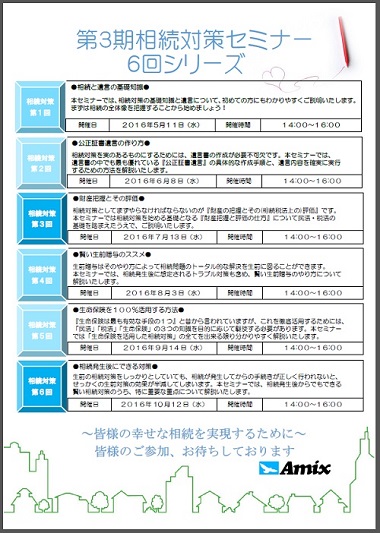 第3期相続対策セミナー
6回シリーズ
相続対策
第1回
●相続と遺言の基礎知識●
本セミナーでは、相続対策の基礎知識と遺言について、初めての方にもわかりやすくご説明いたします。
まずは相続の全体像を把握することから始めましょう！
開催日 2016年5月11日（水） 開催時間 14:00～16:00
相続対策
第2回
●公正証書遺言の作り方●
相続対策を実のあるものにするためには、遺言書の作成が必要不可欠です。本セミナーでは、
遺言書の中でも最も優れている『公正証書遺言』の具体的な作成手順と、遺言内容を確実に実行
するための方法を解説いたします。
開催日 2016年6月8日（水） 開催時間 14:00～16:00
相続対策
第3回
●財産把握とその評価●
相続対策として まずやらなければならないのが『財産の把握とその（相続税法上の）評価』です。
本セミナーでは相続対策を始める基礎となる『財産把握と評価の仕方』について民法・税法の
基礎を踏まえたうえで、ご説明いたします。
開催日 2016年7月13日（水） 開催時間 14:00～16:00
相続対策
第4回
●賢い生前贈与のススメ●
生前贈与はそのやり方によって相続問題のトータル的な解決を生前に図ることができます。
本セミナーでは、相続発生後に想定されるトラブル対策も含め、賢い生前贈与のやり方について
解説いたします。
開催日 2016年8月3日（水） 開催時間 14:00～16:00
相続対策
第5回
●生命保険を100％活用する方法●
『生命保険は最も有効な手段の1つ』と昔から言われていますが、これを徹底活用するためには、
「民法」「税法」「生命保険」の3つの知識を目的に応じて駆使する必要があります。本セミナー
では「生命保険を活用した相続対策」の全てを出来る限り分かりやすく解説いたします。
開催日 2016年9月14日（水） 開催時間 14:00～16:00
相続対策
第6回
●相続発生後にできる対策●
生前の相続対策をしっかりとしていても、相続が発生してからの手続きが正しく行われないと、
せっかくの生前対策の効果が半減してしまいます。本セミナーでは、相続発生後からでもできる
賢い相続対策のうち、特に重要な重点について解説いたします。
開催日 2016年10月12日（水） 開催時間 14:00～16:00
～皆様の幸せな相続を実現するために～
皆様のご参加、お待ちしております
Amix